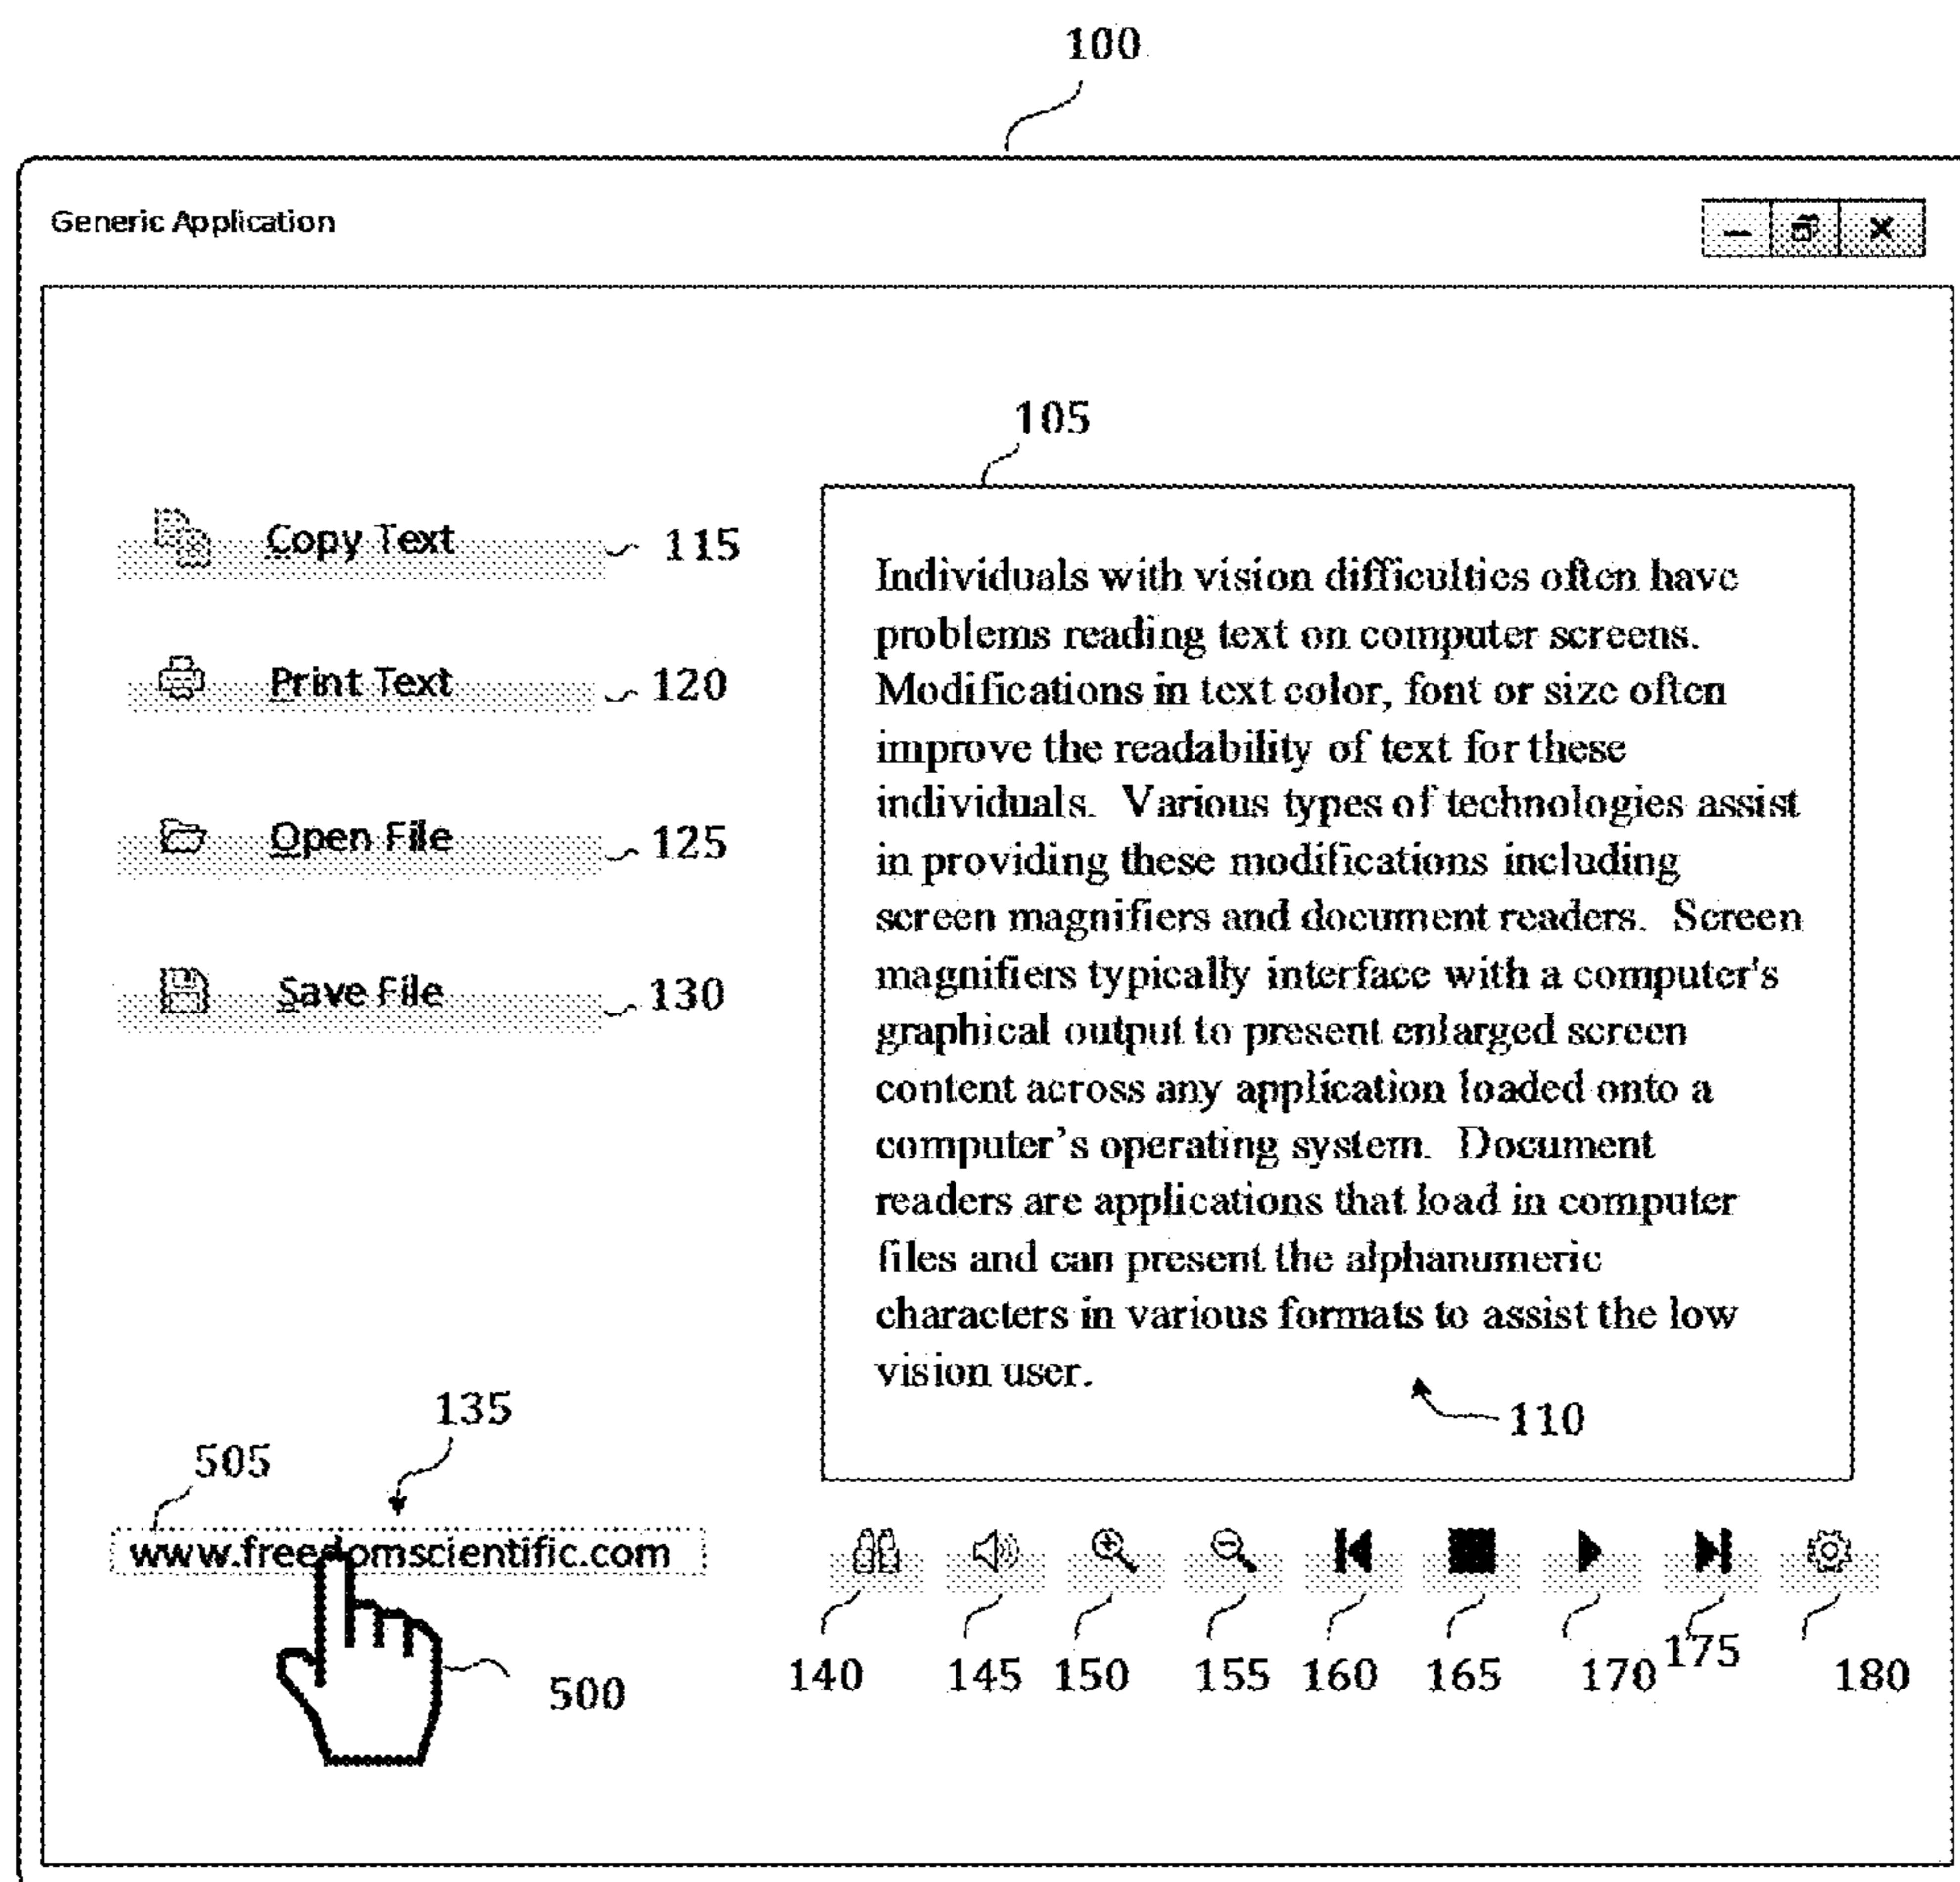 100
Generic Application
105
Copy Text 115
Print Text 120
Open File 125
Save File 130
Individuals with vision difficulties often have
problems reading text on computer screens.
Modifications in text color, font or size often
improve the readability of text for these
individuals.  Various types of technologies assist
in providing these modifications including
screen magnifiers and document readers.  Screen
magnifiers typically interface with a computer's
graphical output to present enlarged screen
content across any application loaded onto a
computer’s operating system.  Document
readers are applications that load in computer
files and can present the alphanumeric
characters in various formats to assist the low
vision user.
110
135
505
www.freedomscientific.com
500
140 145 150 155 160 165 170 175 180